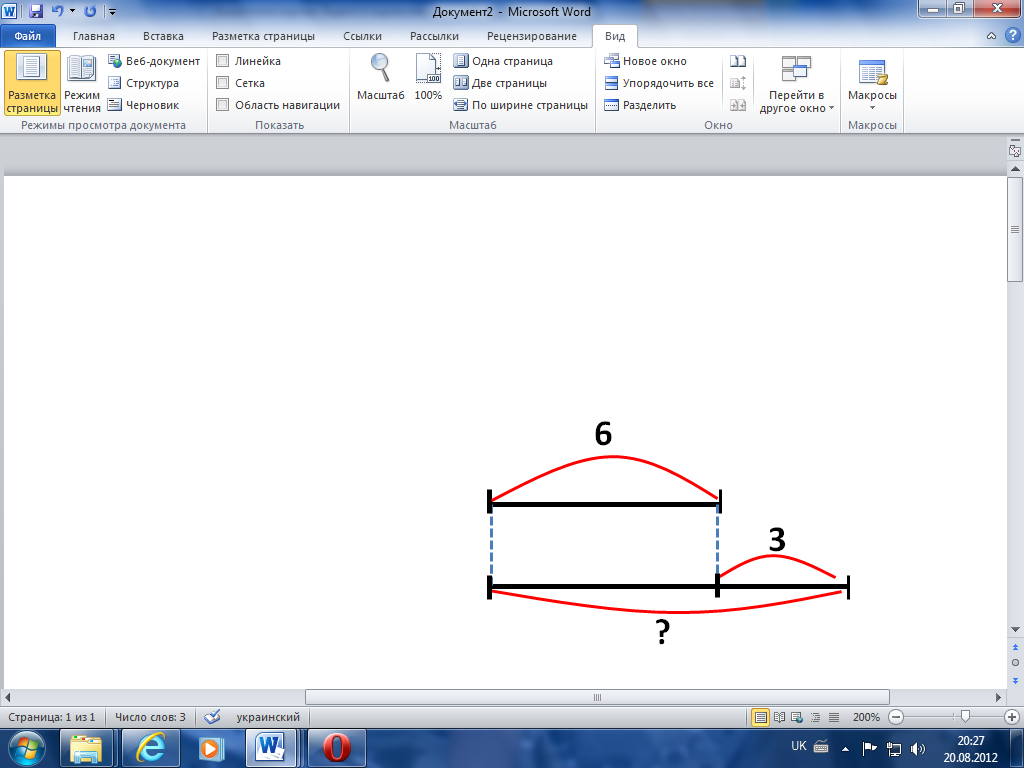 Документ2 - Microsoft Word
Файл Главная Вставка Разметка страницы Ссылки Рассылки Рецензирование Вид
Разметка страницы
Режим чтения
Веб-документ
Структура
Черновик
Режимы просмотра документа
Линейка
Сетка
Область навигации
Показать
Масштаб
100
100%
Одна страница
Две страницы
По ширине страницы
Масштаб
Новое окно
Упорядочить все
Разделить
Перейти в другое окно
Окно
Макросы
Макросы
6
3
?
Страница: 1 из 1 Число слов: 3 украинский 200%
UK 20:27
20.08.2012